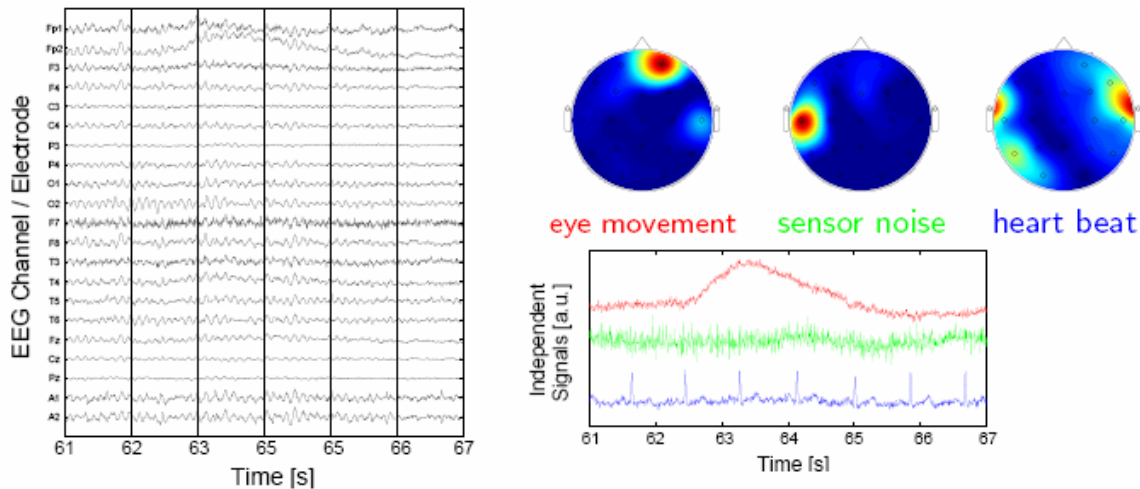 EEG Channel / Electrode
Fp1
Fp2
F3
F4
C3
C4
P3
P4
O1
O2
F7
F8
T3
T4
T5
T6
Fz
Cz
Pz
A1
A2
61 62 63 65 65 66 67
Time [s]
eye movement sensor noise heart beat
Independent
Signals [a.u.]
61 62 63 64 65 66 67
Time [s]